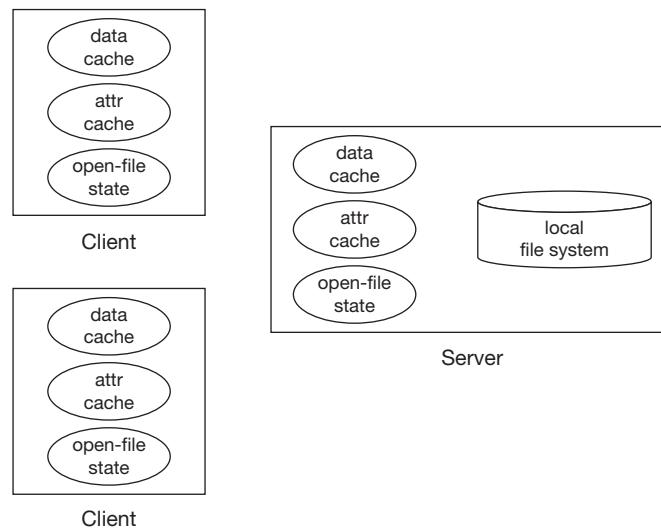 data
cache
attr
cache
open-file
state
Client
data
cache
attr
cache
open-file
state
Client
data
cache
attr
cache
open-file
state
local
file system
Server